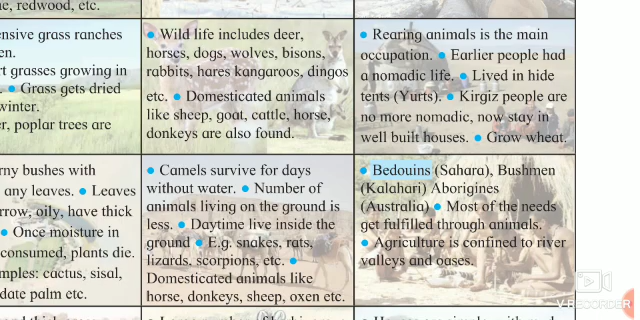 e, redwood, etc.
ensive grass ranches
en.
rt grasses growing in
. • Grass gets dried
winter.
er, poplar trees are
• Wild life includes deer,
horses, dogs, wolves, bisons,
rabbits, hares kangaroos, dingos
etc. • Domesticated animals
like sheep, goat, cattle, horse,
donkeys are also found.
• Rearing animals is the main
occupation. • Earlier people had
a nomadic life. • Lived in hide
tents (Yurts). • Kirgiz people are
no more nomadic, now stay in
well built houses. • Grow wheat.
rny bushes with
any leaves. • Leaves
rrow, oily, have thick
• Once moisture in
consumed, plants die.
mples: cactus, sisal,
date palm etc.
• Camels survive for days
without water. • Number of
animals living on the ground is
less. • Daytime live inside the
ground • E.g. snakes, rats,
lizards, scorpions, etc. •
Domesticated animals like
horse, donkeys, sheep, oxen etc.
• Bedouins (Sahara), Bushmen
(Kalahari) Aborigines
(Australia) • Most of the needs
get fulfilled through animals.
• Agriculture is confined to river
valleys and oases.
V RECORDER